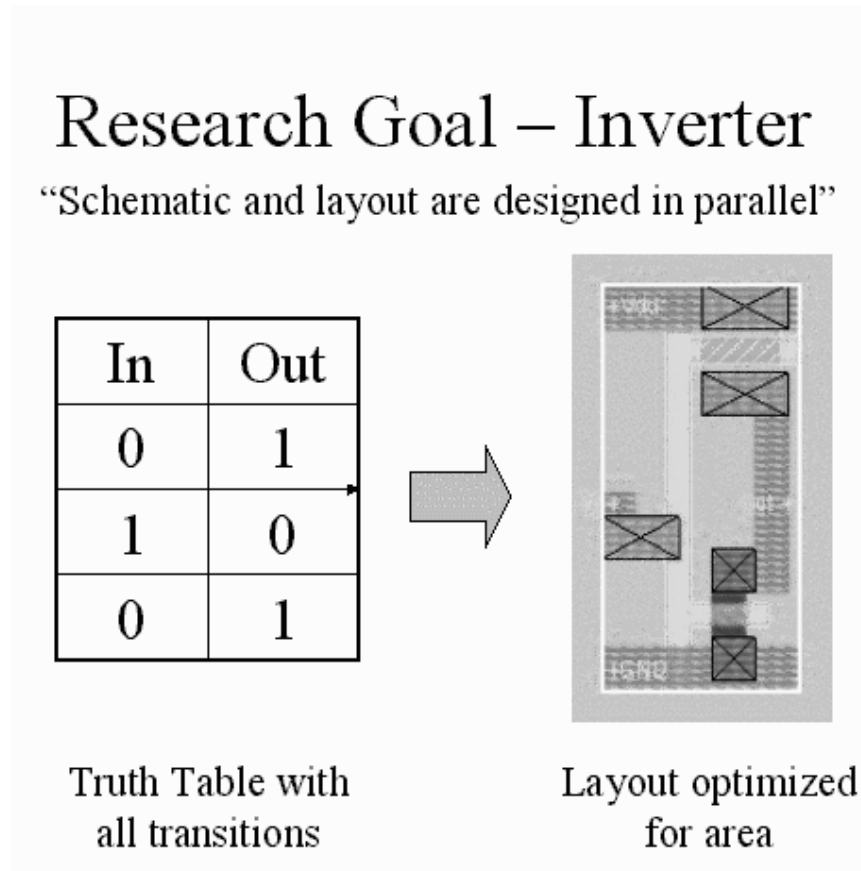 Research Goal – Inverter
“Schematic and layout are designed in parallel”
In Out
0 1
1 0
0 1
Truth Table with
all transitions
Layout optimized
for area